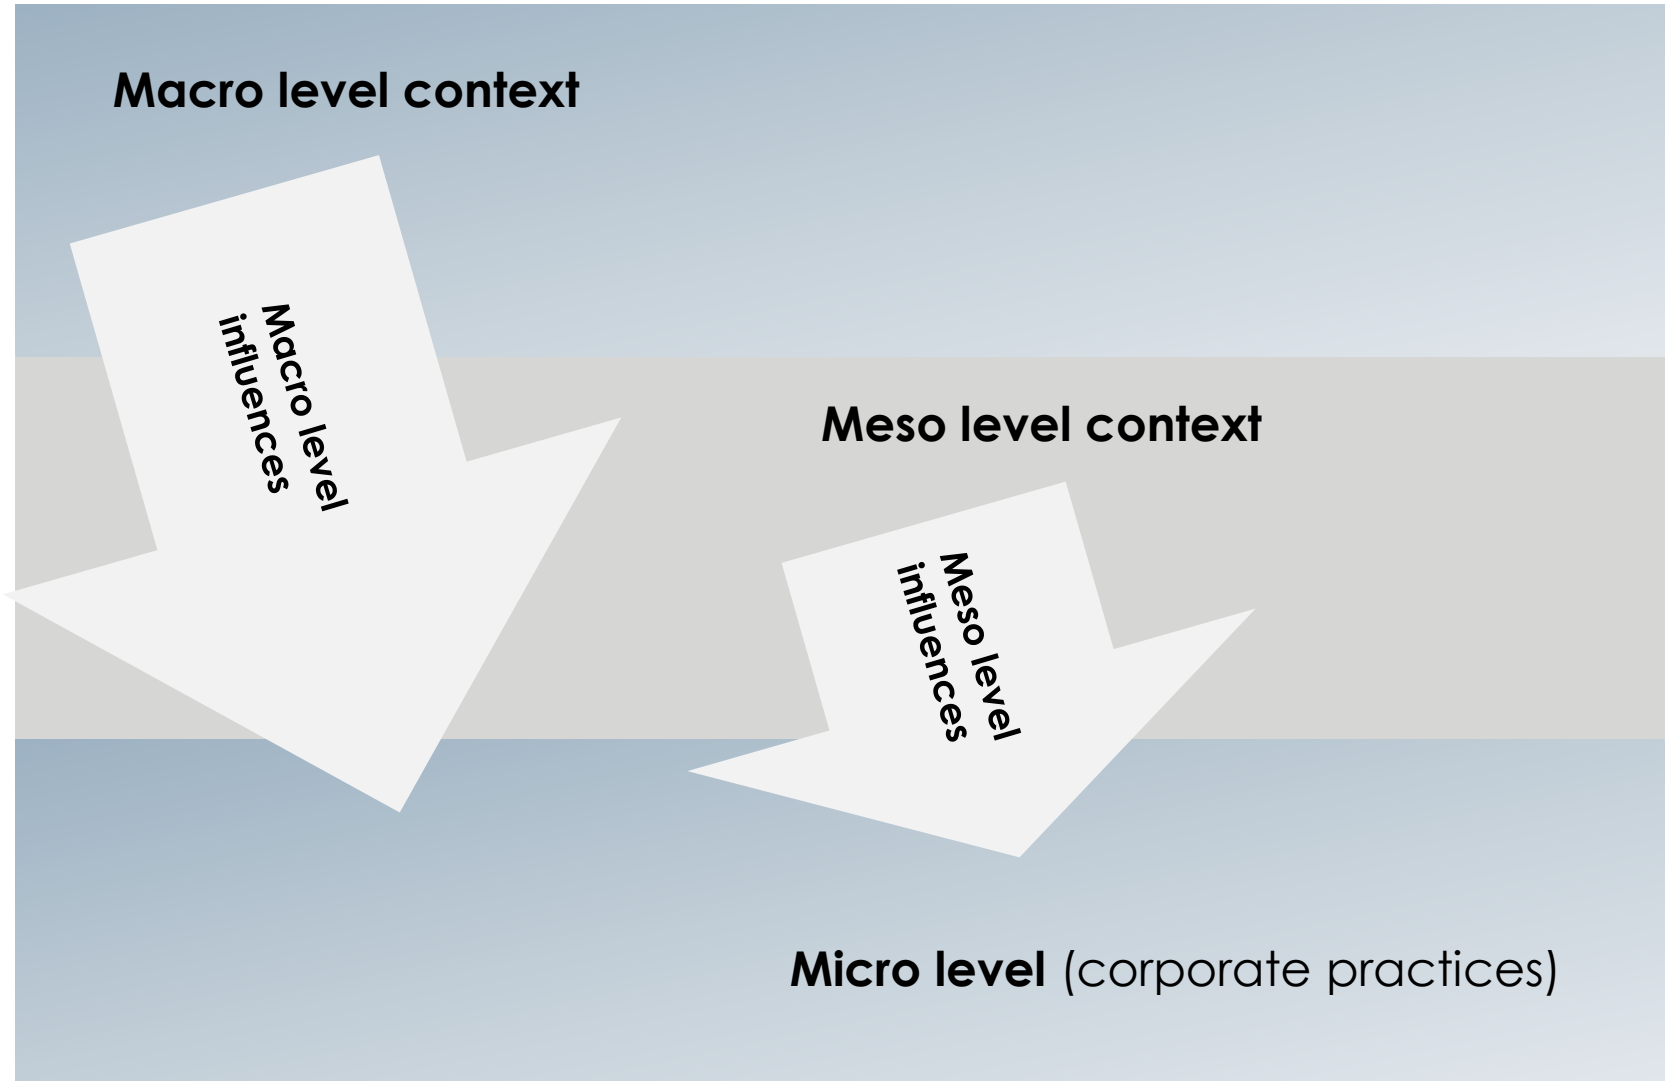 Macro level context
Macro level
influences
Meso level context
Meso level
influences
Micro level (corporate practices)